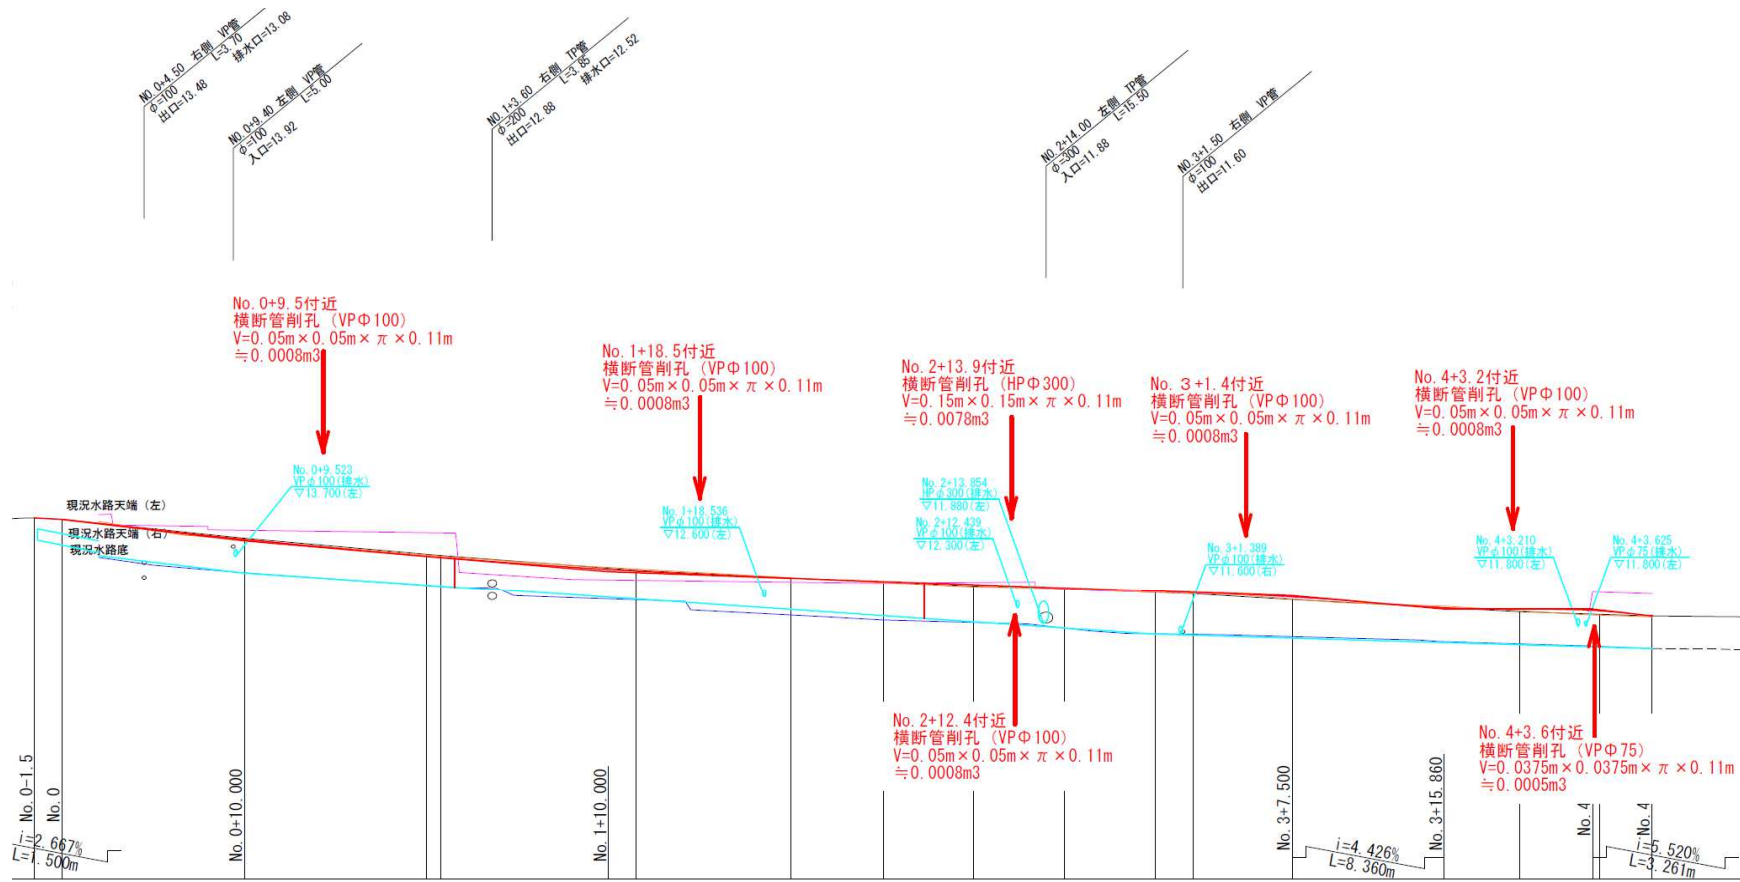 NO.0+4.50 右側 VP管
φ=100 L=3.70
出口=13.48 排水口=13.08
NO.0+9.40 左側 VP管
φ=100 L=5.00
入口=13.92
NO.1+3.60 右側 TP管
φ=200 L=3.85
出口=12.88 排水口=12.52
NO.2+14.00 左側 TP管
φ=300 L=15.50
入口=11.88
NO.3+1.50 右側 VP管
φ=100
出口=11.60
No.0+9.5付近
横断管削孔(VPΦ100)
V=0.05m×0.05m×π×0.11m
≒0.0008m3
No.1+18.5付近
横断管削孔(VPΦ100)
V=0.05m×0.05m×π×0.11m
≒0.0008m3
No.2+13.9付近
横断管削孔(HPΦ300)
V=0.15m×0.15m×π×0.11m
≒0.0078m3
No.3+1.4付近
横断管削孔(VPΦ100)
V=0.05m×0.05m×π×0.11m
≒0.0008m3
No.4+3.2付近
横断管削孔(VPΦ100)
V=0.05m×0.05m×π×0.11m
≒0.0008m3
No.0+9.523
VPφ100(排水)
▽13.700(左)
No.1+18.536
VPφ100(排水)
▽12.600(左)
No.2+13.854
HPφ300(排水)
▽11.880(左)
No.2+12.439
VPφ100(排水)
▽12.300(左)
No.3+1.389
VPφ100(排水)
▽11.600(右)
No.4+3.210
VPφ100(排水)
▽11.800(左)
No.4+3.625
VPφ75(排水)
▽11.800(左)
現況水路天端(左)
現況水路天端(右)
現況水路底
No.2+12.4付近
横断管削孔(VPΦ100)
V=0.05m×0.05m×π×0.11m
≒0.0008m3
No.4+3.6付近
横断管削孔(VPΦ75)
V=0.0375m×0.0375m×π×0.11m
≒0.0005m3
No.0-1.5
No.0
No.0+10.000
No.1+10.000
No.3+7.500
No.3+15.860
No.4
No.4
i=2.667%
L=1.500m
i=4.426%
L=8.360m
i=5.520%
L=3.261m